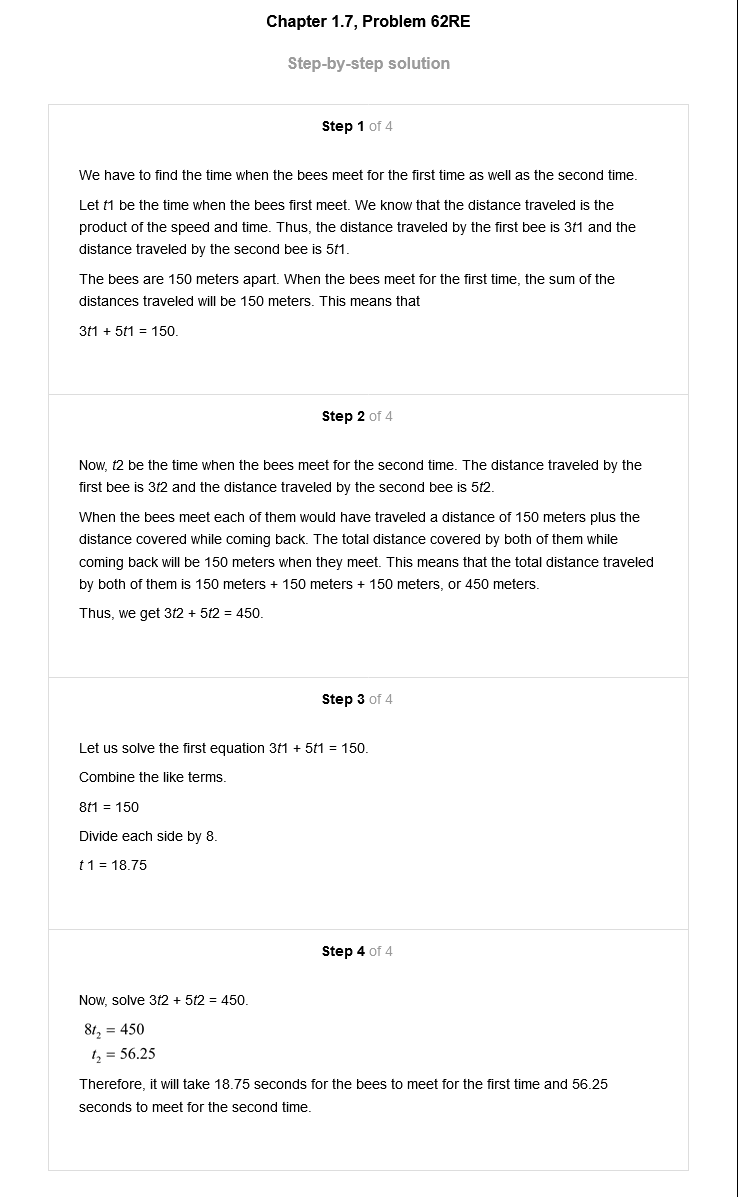 Chapter 1.7, Problem 62RE
Step-by-step solution
Step 1 of 4
We have to find the time when the bees meet for the first time as well as the second time.
Let t1 be the time when the bees first meet. We know that the distance traveled is the
product of the speed and time. Thus, the distance traveled by the first bee is 3t1 and the
distance traveled by the second bee is 5t1.
The bees are 150 meters apart. When the bees meet for the first time, the sum of the
distances traveled will be 150 meters. This means that
3t1 + 5t1 = 150.
Step 2 of 4
Now, t2 be the time when the bees meet for the second time. The distance traveled by the
first bee is 3t2 and the distance traveled by the second bee is 5t2.
When the bees meet each of them would have traveled a distance of 150 meters plus the
distance covered while coming back. The total distance covered by both of them while
coming back will be 150 meters when they meet. This means that the total distance traveled
by both of them is 150 meters + 150 meters + 150 meters, or 450 meters.
Thus, we get 3t2 + 5t2 = 450.
Step 3 of 4
Let us solve the first equation 3t1 + 5t1 = 150.
Combine the like terms.
8t1 = 150
Divide each side by 8.
t 1 = 18.75
Step 4 of 4
Now, solve 3t2 + 5t2 = 450.
8t₂ = 450
t₂ = 56.25
Therefore, it will take 18.75 seconds for the bees to meet for the first time and 56.25
seconds to meet for the second time.